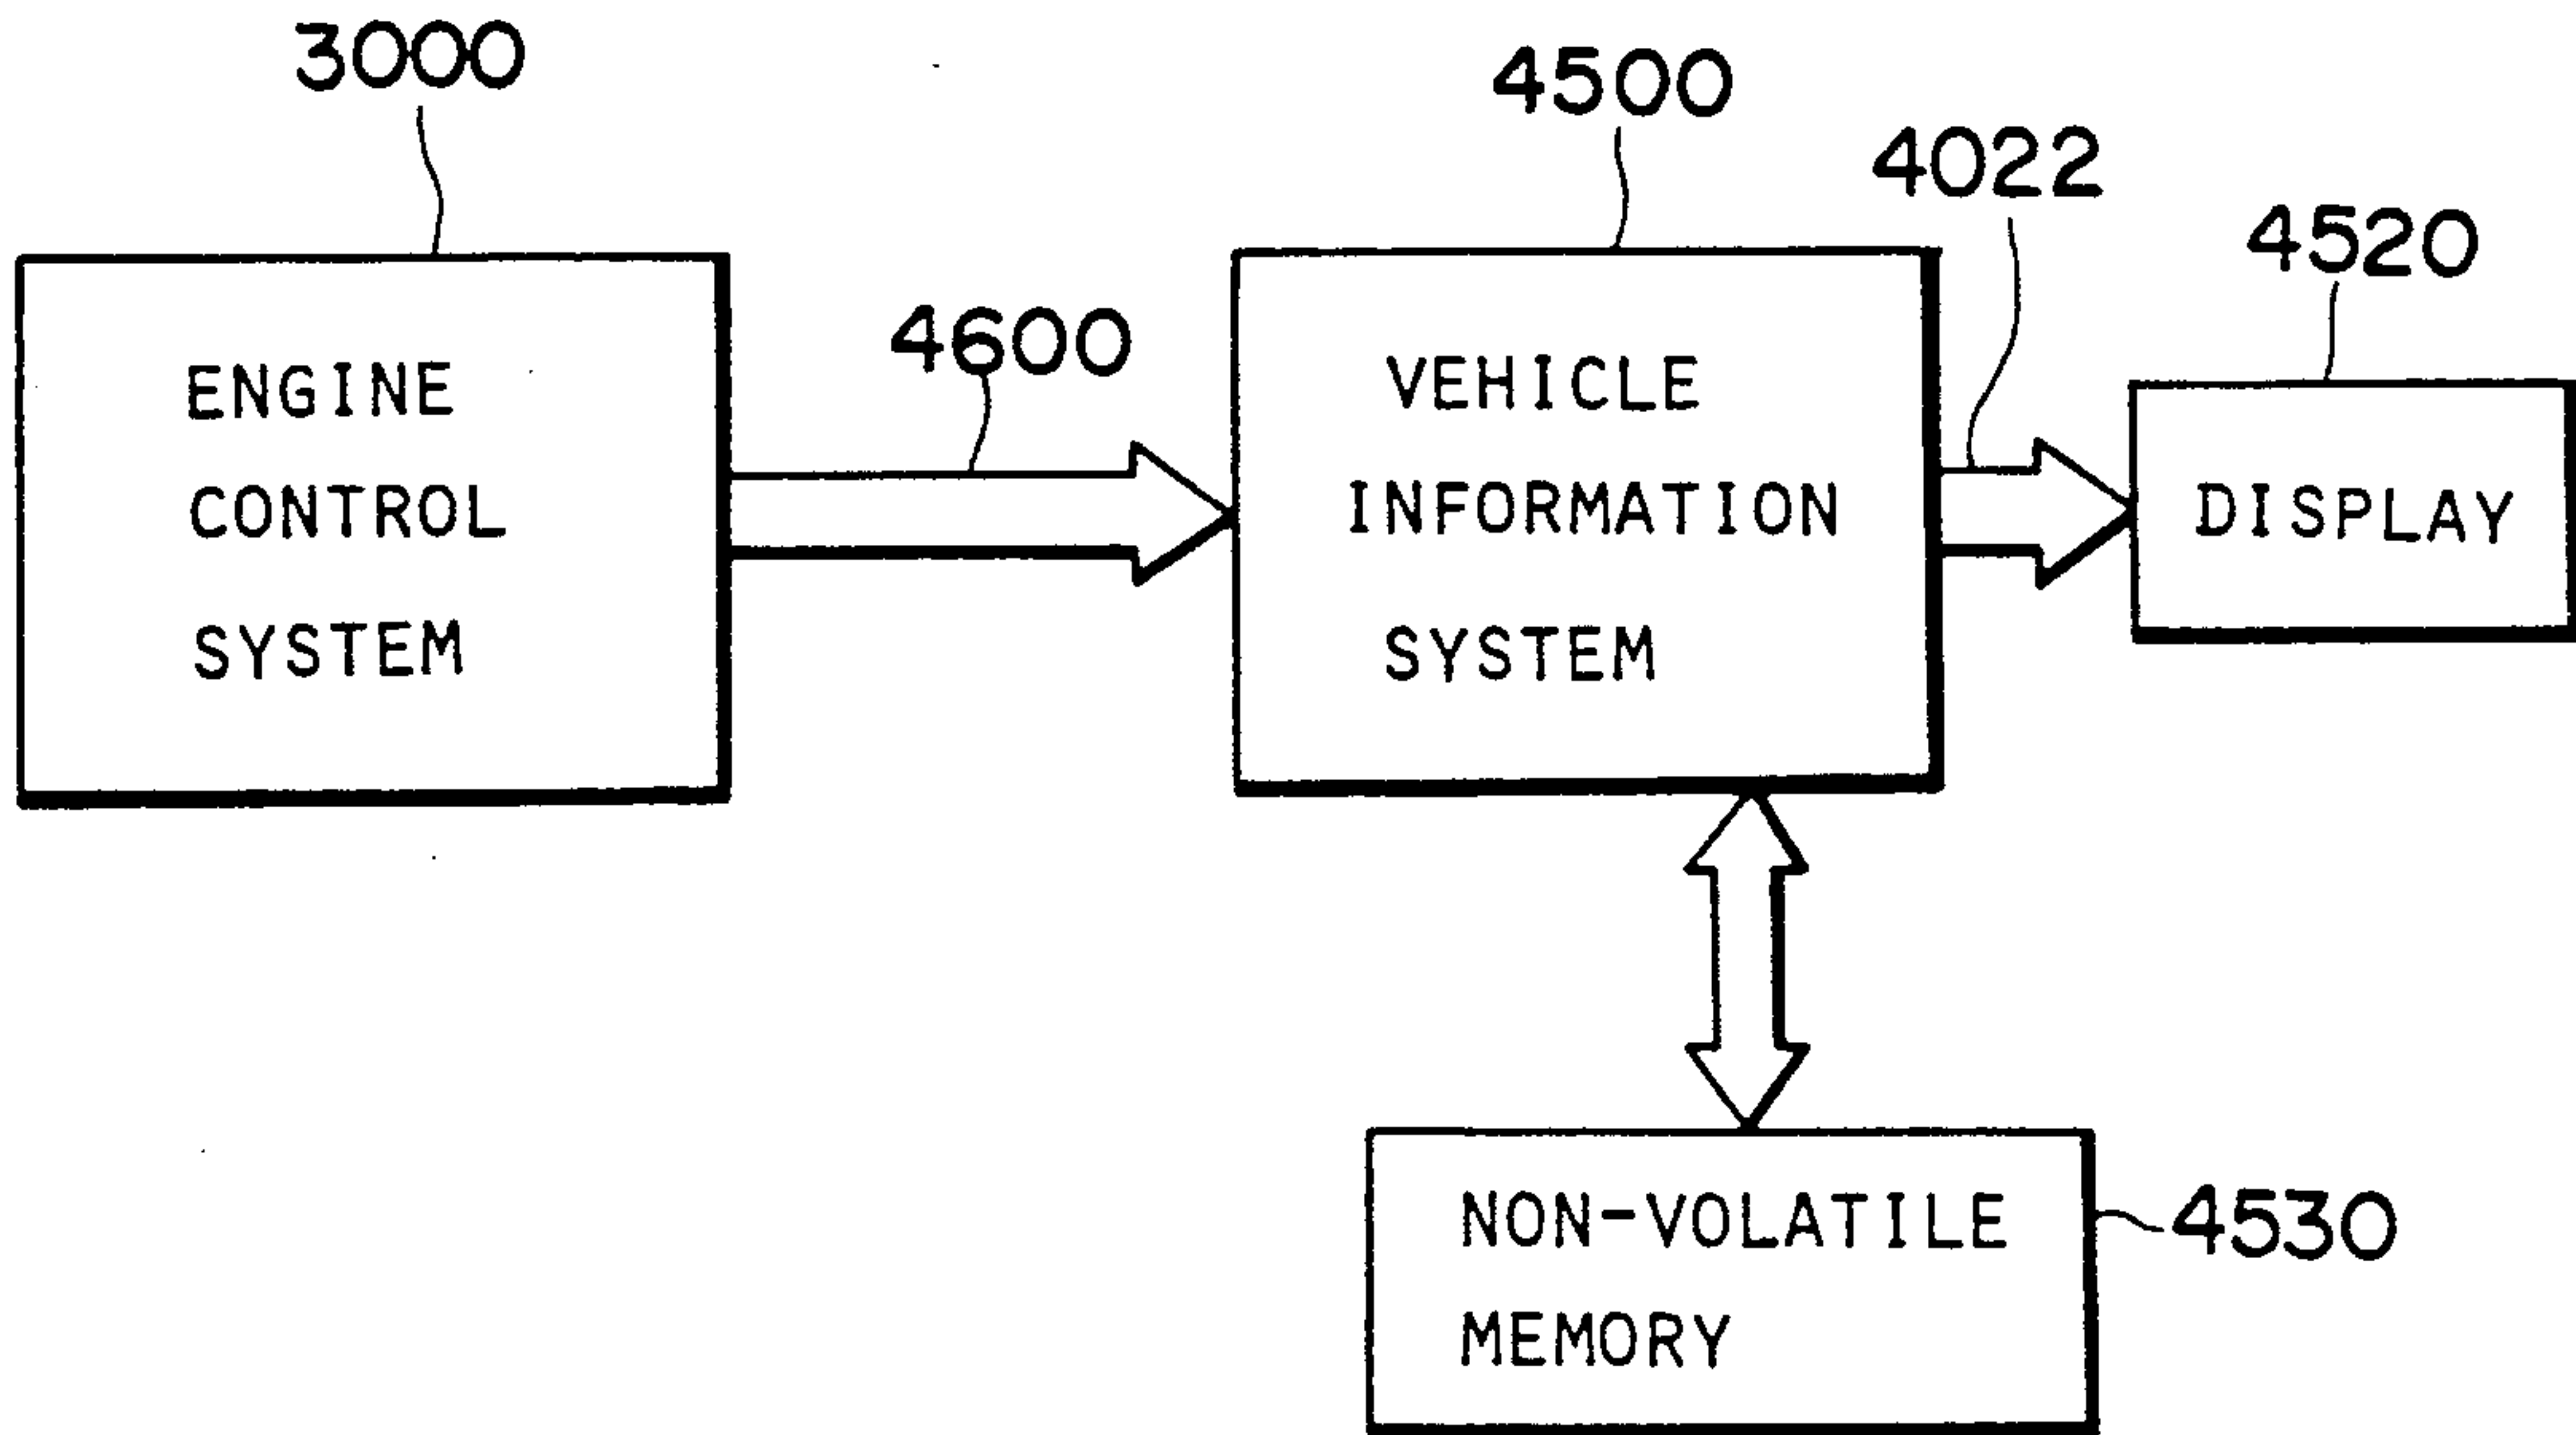 3000
4500
4022
4520
4600
ENGINE
CONTROL
SYSTEM
VEHICLE
INFORMATION
SYSTEM
DISPLAY
NON-VOLATILE
MEMORY
4530